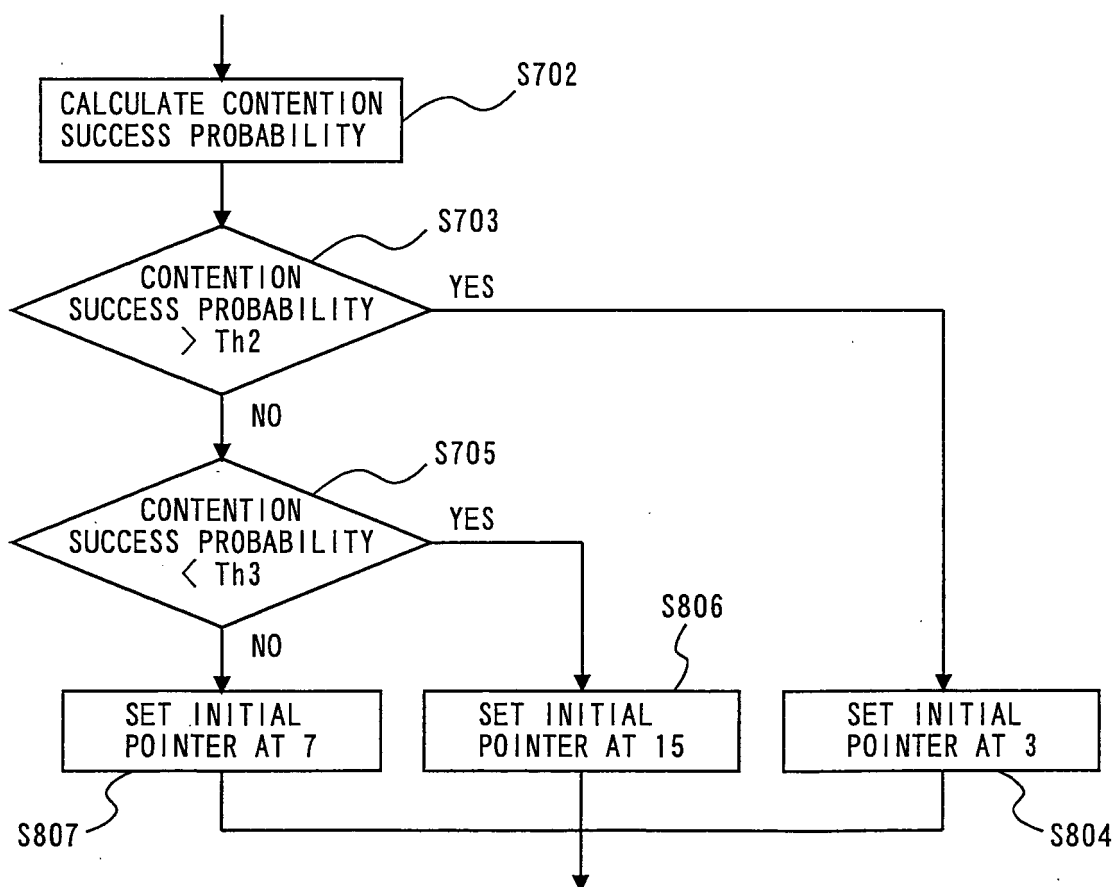 S702
CALCULATE CONTENTION
SUCCESS PROBABILITY
S703
CONTENTION
SUCCESS PROBABILITY
> Th2
YES
NO
S705
CONTENTION
SUCCESS PROBABILITY
< Th3
YES
NO
S806
SET INITIAL
POINTER AT 7
SET INITIAL
POINTER AT 15
SET INITIAL
POINTER AT 3
S807
S804